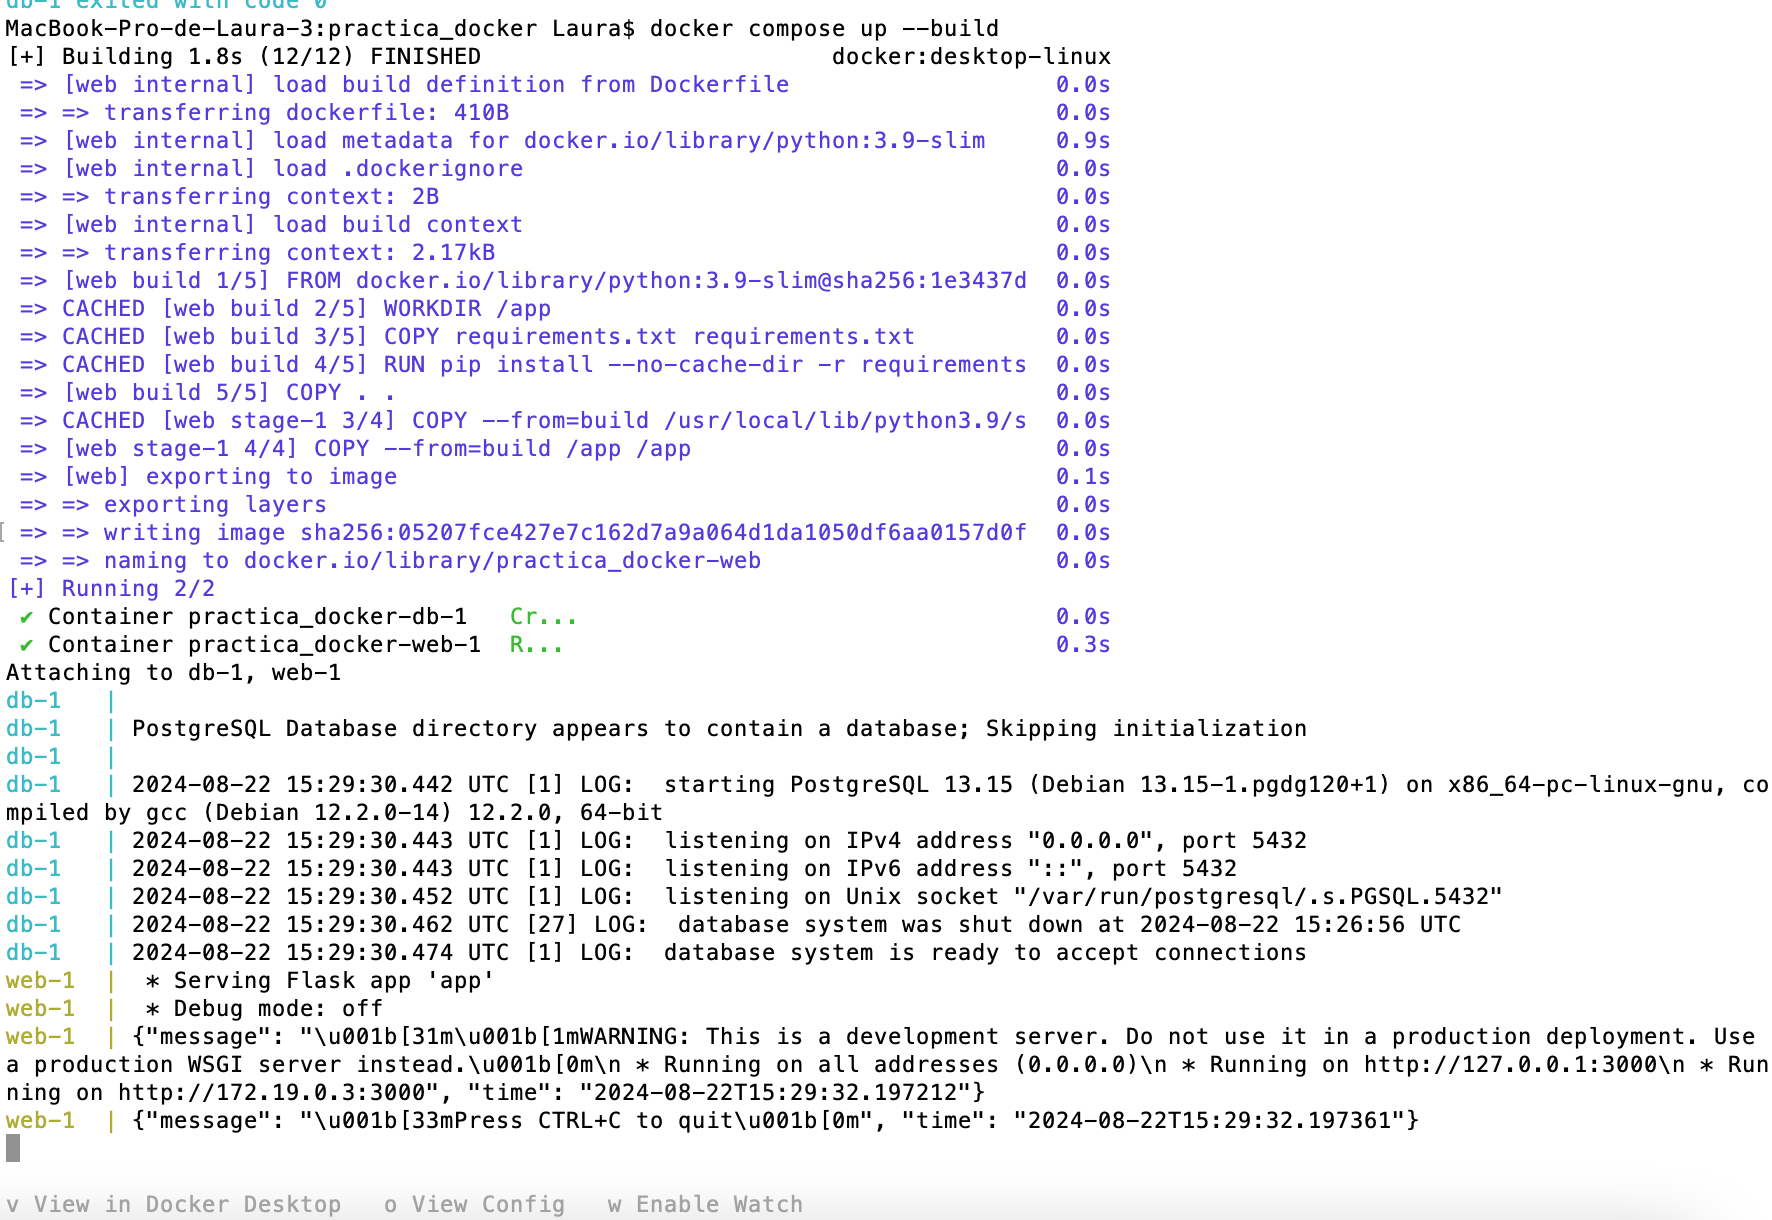 db-1 exited with code 0
MacBook-Pro-de-Laura-3:practica_docker Laura$ docker compose up --build
[+] Building 1.8s (12/12) FINISHED docker:desktop-linux
=> [web internal] load build definition from Dockerfile 0.0s
=> => transferring dockerfile: 410B 0.0s
=> [web internal] load metadata for docker.io/library/python:3.9-slim 0.9s
=> [web internal] load .dockerignore 0.0s
=> => transferring context: 2B 0.0s
=> [web internal] load build context 0.0s
=> => transferring context: 2.17kB 0.0s
=> [web build 1/5] FROM docker.io/library/python:3.9-slim@sha256:1e3437d 0.0s
=> CACHED [web build 2/5] WORKDIR /app 0.0s
=> CACHED [web build 3/5] COPY requirements.txt requirements.txt 0.0s
=> CACHED [web build 4/5] RUN pip install --no-cache-dir -r requirements 0.0s
=> [web build 5/5] COPY . . 0.0s
=> CACHED [web stage-1 3/4] COPY --from=build /usr/local/lib/python3.9/s 0.0s
=> [web stage-1 4/4] COPY --from=build /app /app 0.0s
=> [web] exporting to image 0.1s
=> => exporting layers 0.0s
=> => writing image sha256:05207fce427e7c162d7a9a064d1da1050df6aa0157d0f 0.0s
=> => naming to docker.io/library/practica_docker-web 0.0s
[+] Running 2/2
✔ Container practica_docker-db-1 Cr... 0.0s
✔ Container practica_docker-web-1 R... 0.3s
Attaching to db-1, web-1
db-1 |
db-1 | PostgreSQL Database directory appears to contain a database; Skipping initialization
db-1 |
db-1 | 2024-08-22 15:29:30.442 UTC [1] LOG:  starting PostgreSQL 13.15 (Debian 13.15-1.pgdg120+1) on x86_64-pc-linux-gnu, co
mpiled by gcc (Debian 12.2.0-14) 12.2.0, 64-bit
db-1 | 2024-08-22 15:29:30.443 UTC [1] LOG:  listening on IPv4 address "0.0.0.0", port 5432
db-1 | 2024-08-22 15:29:30.443 UTC [1] LOG:  listening on IPv6 address "::", port 5432
db-1 | 2024-08-22 15:29:30.452 UTC [1] LOG:  listening on Unix socket "/var/run/postgresql/.s.PGSQL.5432"
db-1 | 2024-08-22 15:29:30.462 UTC [27] LOG:  database system was shut down at 2024-08-22 15:26:56 UTC
db-1 | 2024-08-22 15:29:30.474 UTC [1] LOG:  database system is ready to accept connections
web-1 | * Serving Flask app 'app'
web-1 | * Debug mode: off
web-1 | {"message": "\u001b[31m\u001b[1mWARNING: This is a development server. Do not use it in a production deployment. Use
a production WSGI server instead.\u001b[0m\n * Running on all addresses (0.0.0.0)\n * Running on http://127.0.0.1:3000\n * Run
ning on http://172.19.0.3:3000", "time": "2024-08-22T15:29:32.197212"}
web-1 | {"message": "\u001b[33mPress CTRL+C to quit\u001b[0m", "time": "2024-08-22T15:29:32.197361"}
v View in Docker Desktop o View Config w Enable Watch